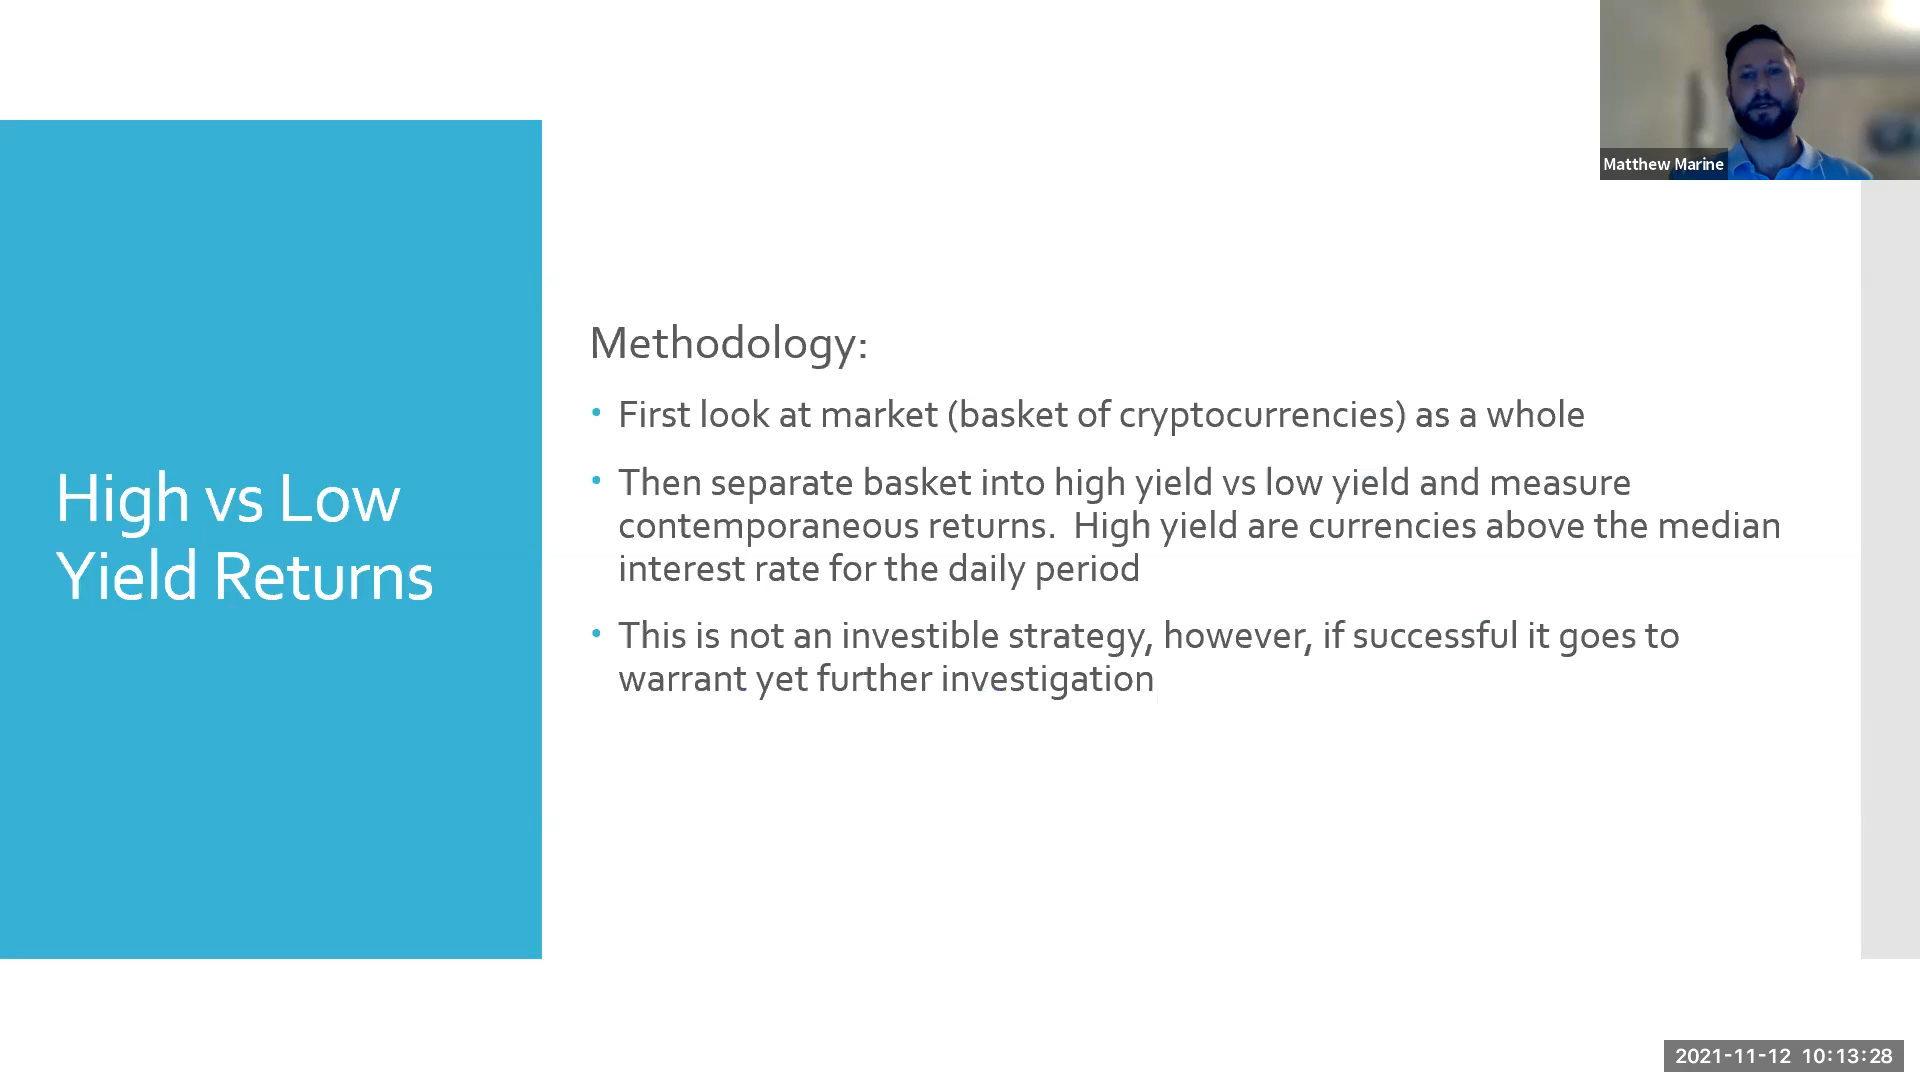 Matthew Marine
High vs Low
Yield Returns
Methodology:
• First look at market (basket of cryptocurrencies) as a whole
• Then separate basket into high yield vs low yield and measure
contemporaneous returns.  High yield are currencies above the median
interest rate for the daily period
• This is not an investible strategy, however, if successful it goes to
warrant yet further investigation
2021-11-12 10:13:28